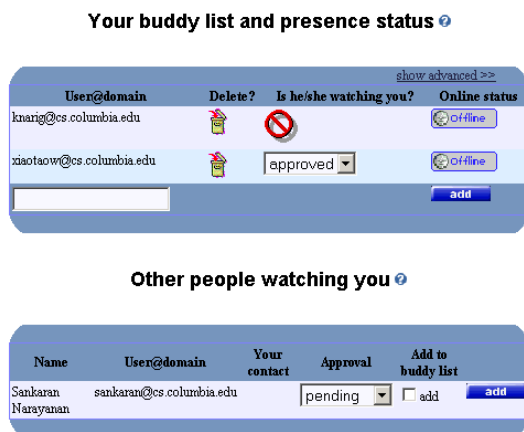 Your buddy list and presence status ?
show advanced >>
User@domain Delete? Is he/she watching you? Online status
knarig@cs.columbia.edu Offline
xiaotaow@cs.columbia.edu approved Offline
add
Other people watching you ?
Name User@domain Your contact Approval Add to buddy list
Sankaran Narayanan sankaran@cs.columbia.edu pending add add